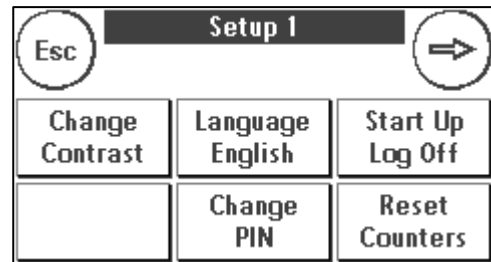 Esc
Setup 1
Change
Contrast
Language
English
Start Up
Log Off
Change
PIN
Reset
Counters